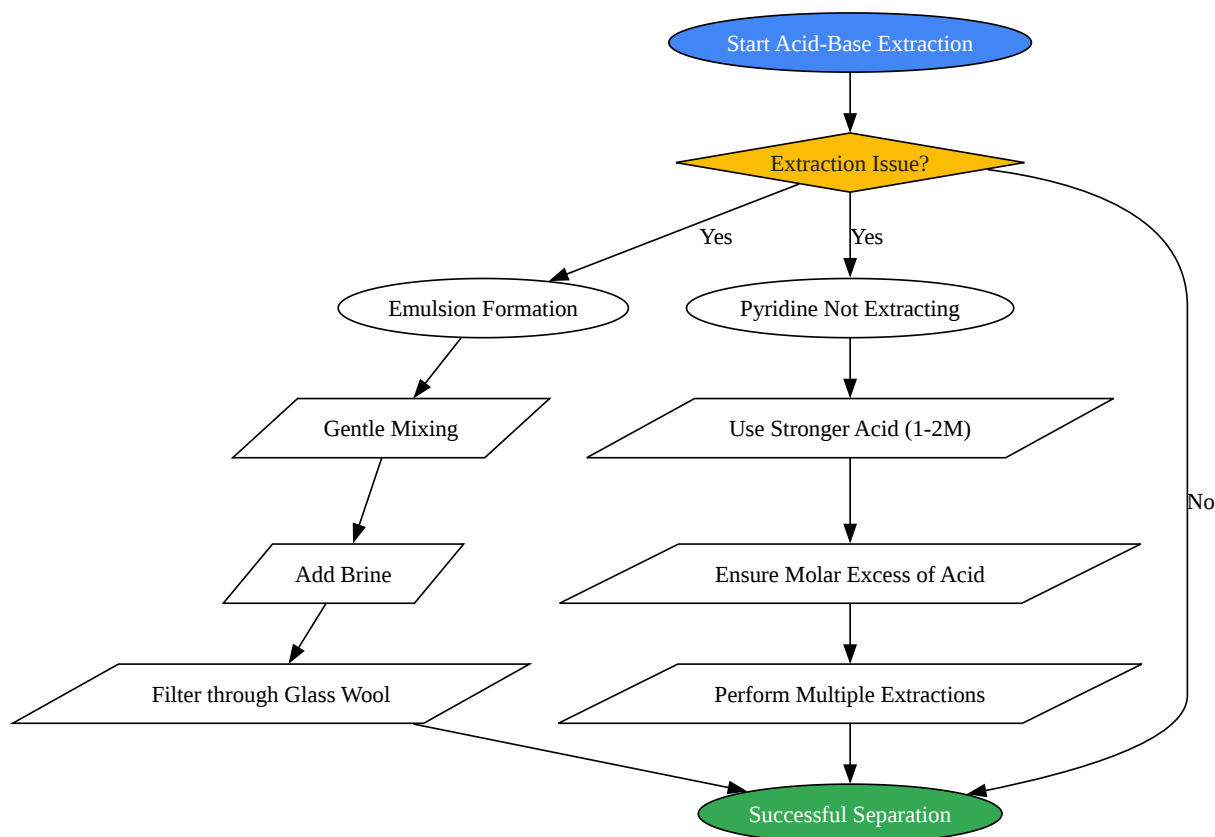 Start Acid-Base Extraction
Extraction Issue?
Yes
Yes
Emulsion Formation
Pyridine Not Extracting
Gentle Mixing
Use Stronger Acid (1-2M)
No
Add Brine
Ensure Molar Excess of Acid
Filter through Glass Wool
Perform Multiple Extractions
Successful Separation